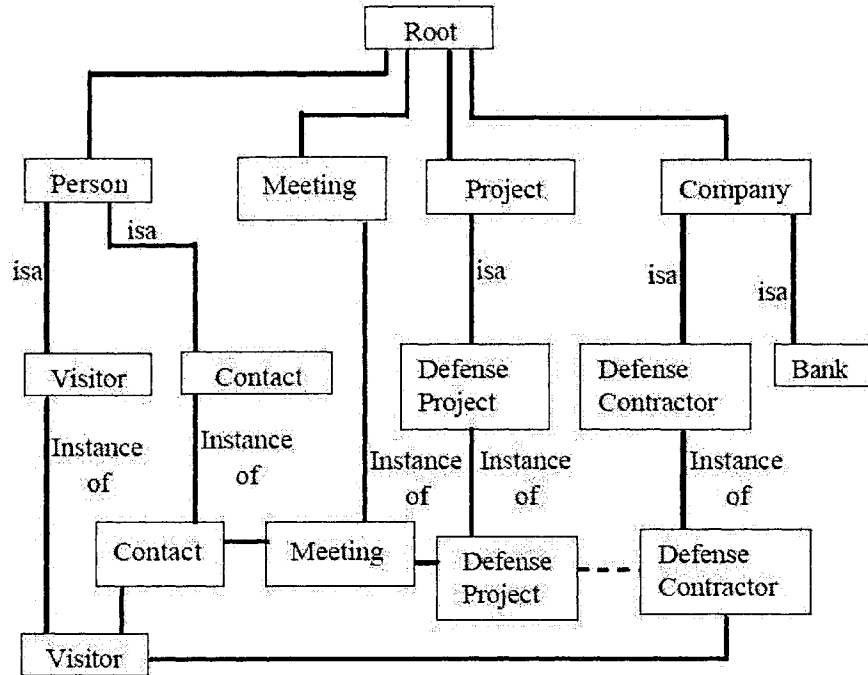 Root
Person
Meeting
Project
Company
isa
isa
isa
isa
isa
Visitor
Contact
Defense
Project
Defense
Contractor
Bank
Instance
of
Instance
of
Instance
of
Instance
of
Instance
of
Contact
Meeting
Defense
Project
Defense
Contractor
Visitor